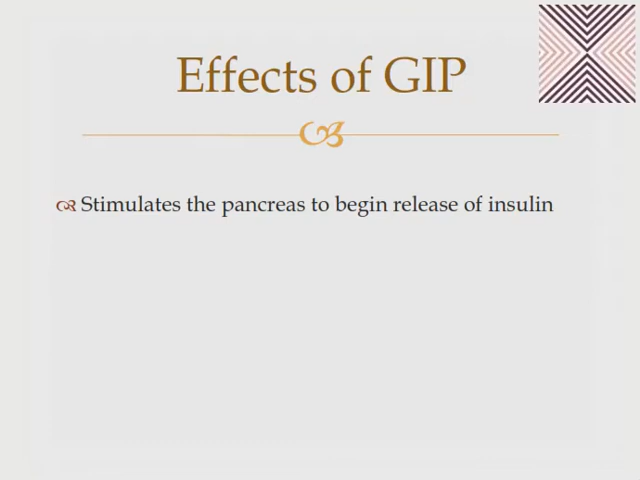 Effects of GIP
Stimulates the pancreas to begin release of insulin